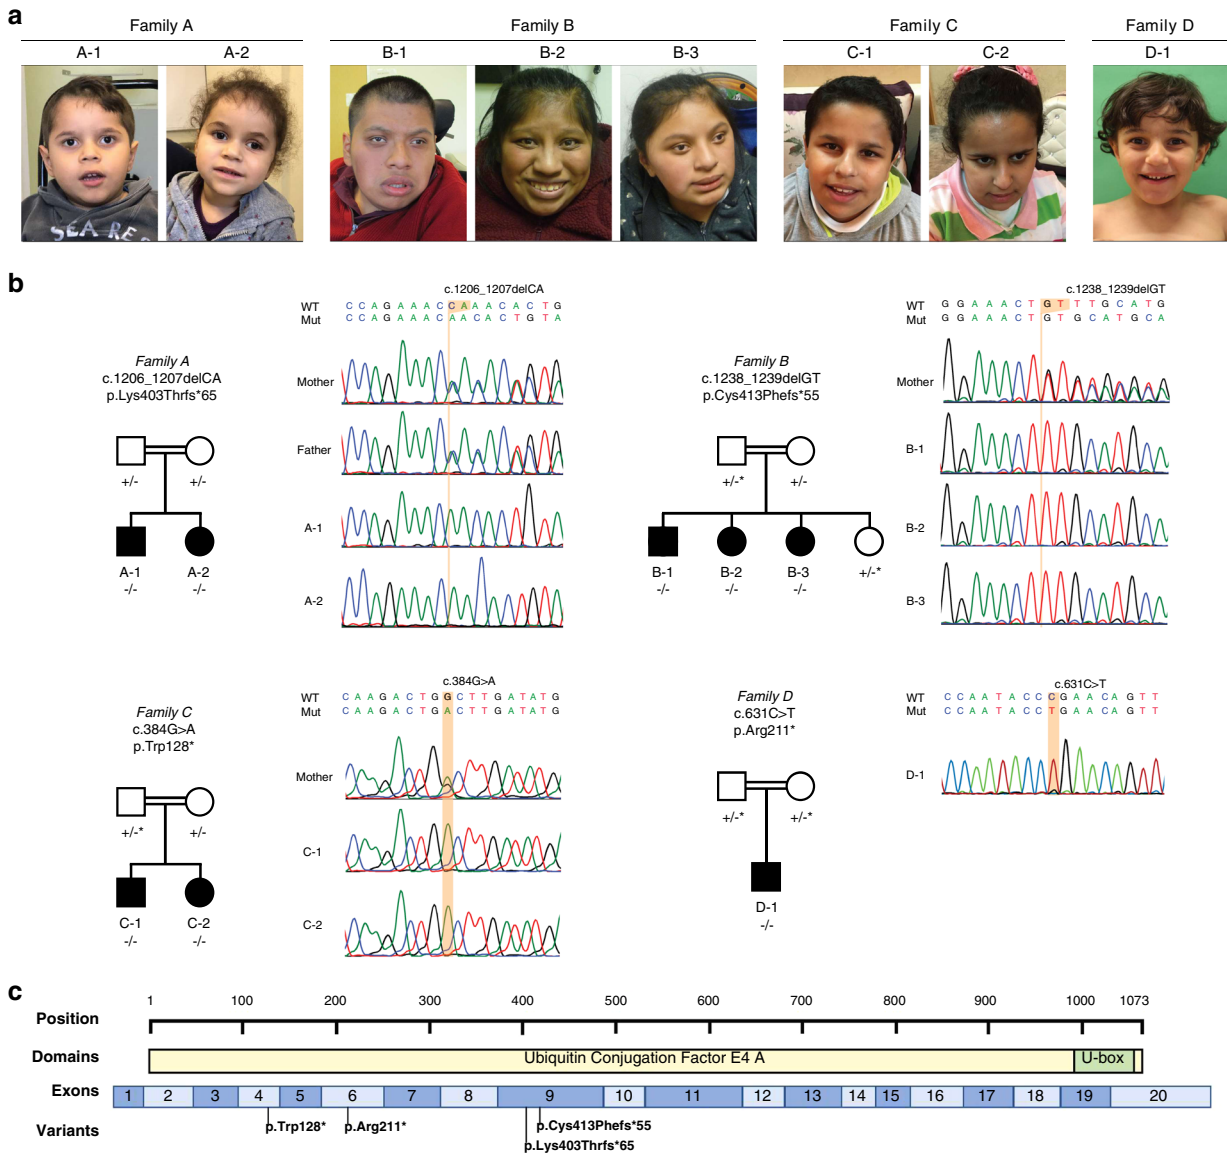 a
Family A
Family B
Family C
Family D
A-1
A-2
B-1
B-2
B-3
C-1
C-2
D-1
SEA RE
b
Family A
c.1206_1207delCA
p.Lys403Thrfs*65
+/-
+/-
A-1
A-2
-/-
-/-
c.1206_1207delCA
WT C C A G A A A C C A A A C A C T G
Mut C C A G A A A C A A C A C T G T A
Mother
Father
A-1
A-2
Family B
c.1238_1239delGT
p.Cys413Phefs*55
+/-*
+/-
B-1
B-2
B-3
+/-*
-/-
-/-
-/-
c.1238_1239delGT
WT G G A A A C T G T T T G C A T G
Mut G G A A A C T G T G C A T G C A
Mother
B-1
B-2
B-3
Family C
c.384G>A
p.Trp128*
+/-*
+/-
C-1
C-2
-/-
-/-
c.384G>A
WT C A A G A C T G G C T T G A T A T G
Mut C A A G A C T G A C T T G A T A T G
Mother
C-1
C-2
Family D
c.631C>T
p.Arg211*
+/-*
+/-*
D-1
-/-
c.631C>T
WT C C A A T A C C C G A A C A G T T
Mut C C A A T A C C T G A A C A G T T
D-1
c
1 100 200 300 400 500 600 700 800 900 1000 1073
Position
Domains
Ubiquitin Conjugation Factor E4 A
U-box
Exons
1 2 3 4 5 6 7 8 9 10 11 12 13 14 15 16 17 18 19 20
Variants
p.Trp128*
p.Arg211*
p.Cys413Phefs*55
p.Lys403Thrfs*65